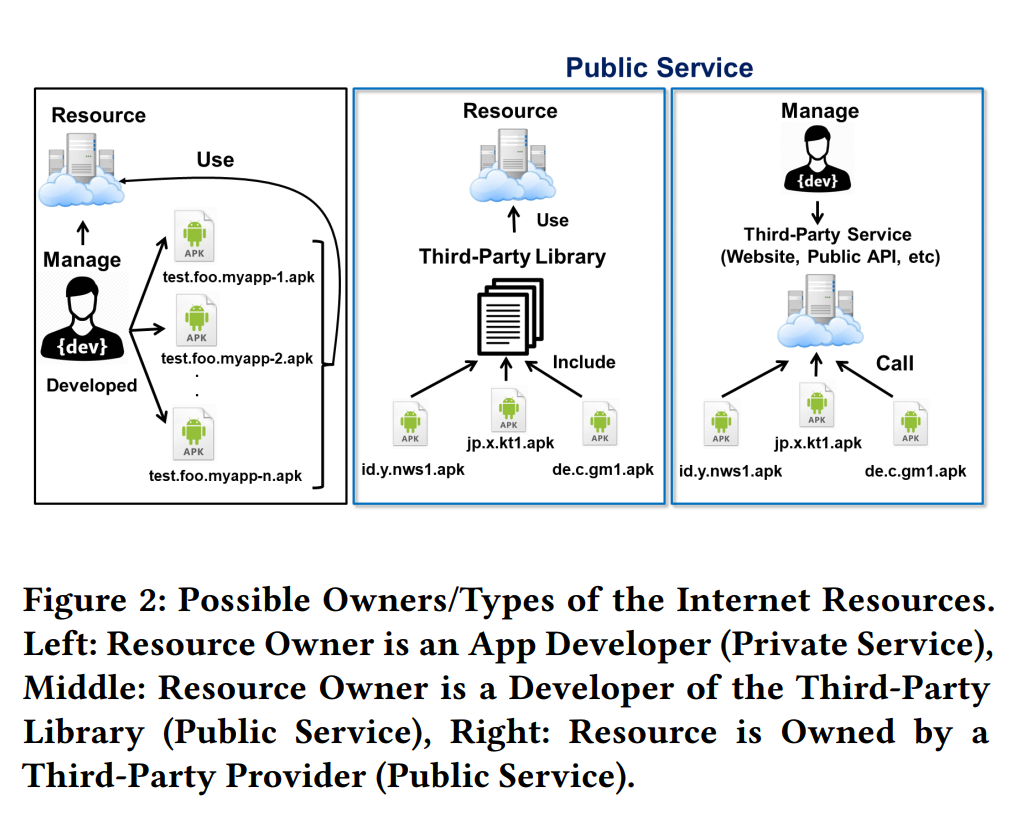 Public Service
Resource
Use
APK
test.foo.myapp-1.apk
Manage
{dev}
Developed
APK
test.foo.myapp-2.apk
.
.
APK
test.foo.myapp-n.apk
Resource
Use
Third-Party Library
Include
APK
APK
APK
jp.x.kt1.apk
id.y.nws1.apk
de.c.gm1.apk
Manage
{dev}
Third-Party Service
(Website, Public API, etc)
Call
APK
APK
APK
jp.x.kt1.apk
id.y.nws1.apk
de.c.gm1.apk
Figure 2: Possible Owners/Types of the Internet Resources.
Left: Resource Owner is an App Developer (Private Service),
Middle: Resource Owner is a Developer of the Third-Party
Library (Public Service), Right: Resource is Owned by a
Third-Party Provider (Public Service).